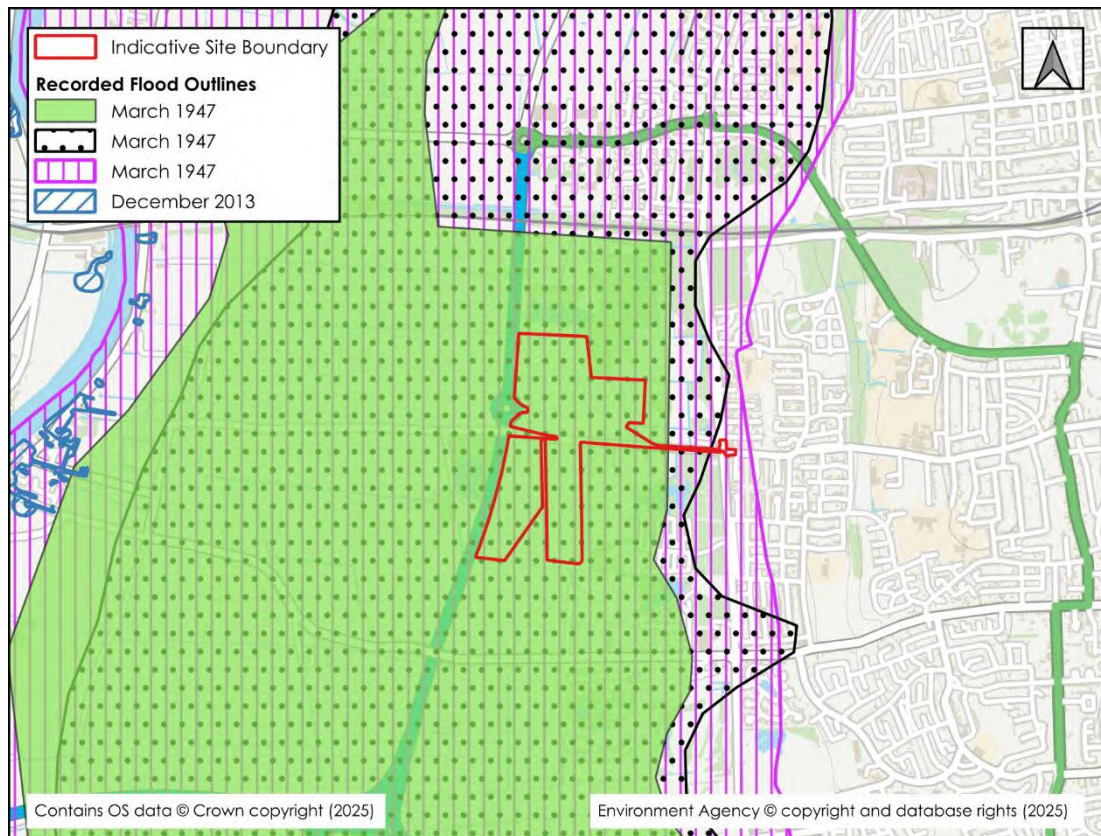 Indicative Site Boundary
Recorded Flood Outlines
March 1947
March 1947
March 1947
December 2013
N
Contains OS data © Crown copyright (2025)
Environment Agency © copyright and database rights (2025)